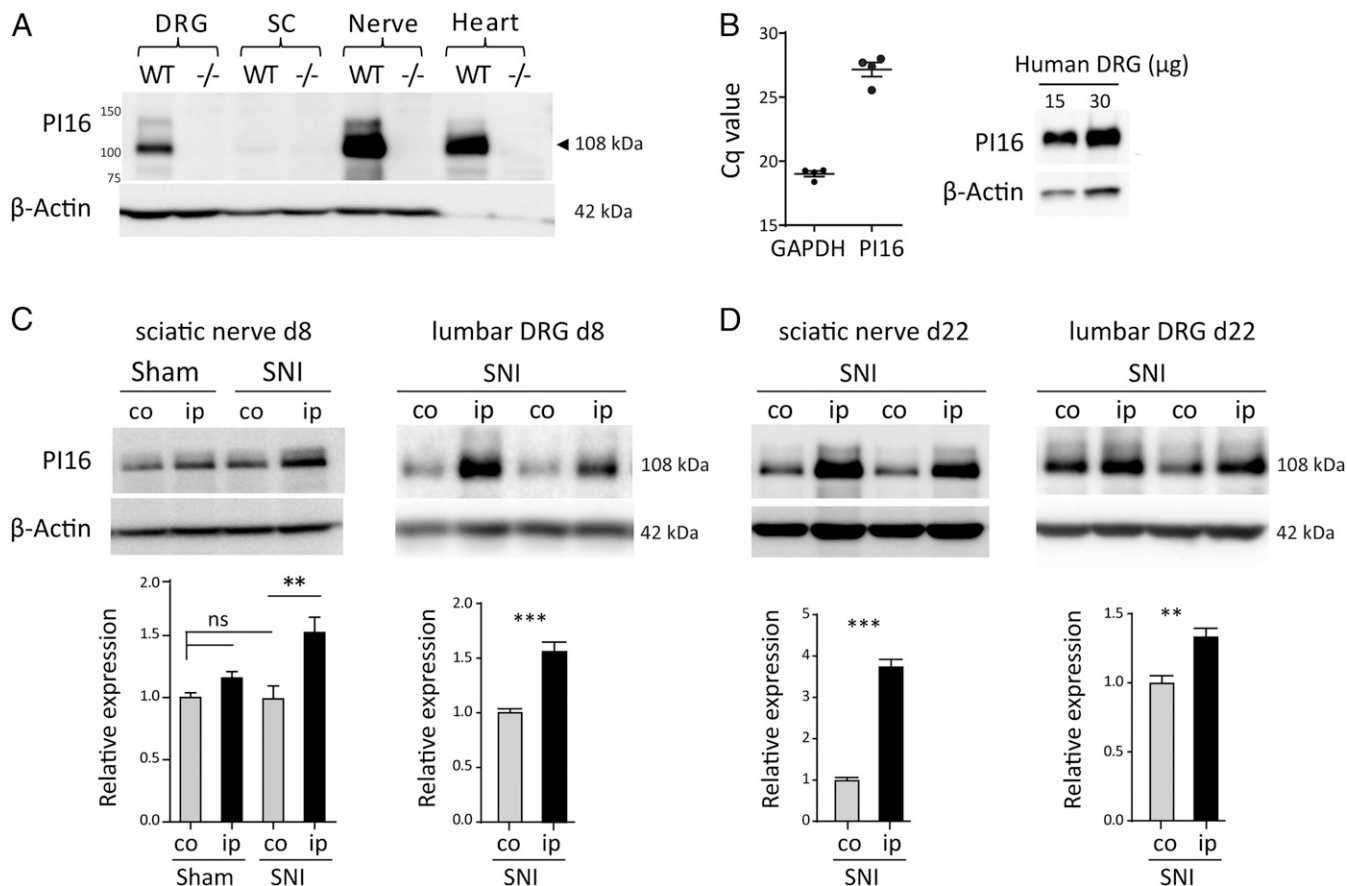 A
DRG SC Nerve Heart
WT -/- WT -/- WT -/- WT -/-
PI16
150
100
75
108 kDa
β-Actin
42 kDa
B
Cq value
30
25
20
15
GAPDH PI16
Human DRG (µg)
15 30
PI16
β-Actin
C
sciatic nerve d8
Sham SNI
co ip co ip
PI16
β-Actin
lumbar DRG d8
SNI
co ip co ip
108 kDa
42 kDa
Relative expression
2.0
1.5
1.0
0.5
0.0
ns
**
co ip co ip
Sham SNI
Relative expression
2.0
1.5
1.0
0.5
0.0
***
co ip
SNI
D
sciatic nerve d22
SNI
co ip co ip
lumbar DRG d22
SNI
co ip co ip
108 kDa
42 kDa
Relative expression
5
4
2
1
0
***
co ip
SNI
Relative expression
1.5
1.0
0.5
0.0
**
co ip
SNI